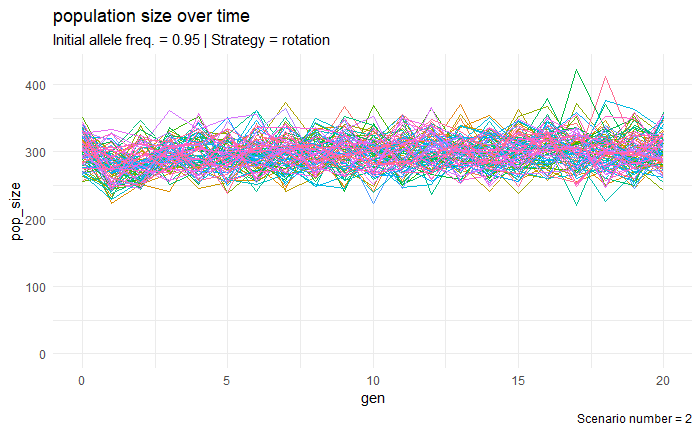 population size over time
Initial allele freq. = 0.95 | Strategy = rotation
400
300
200
100
0
pop_size
0 5 10 15 20
gen
Scenario number = 2